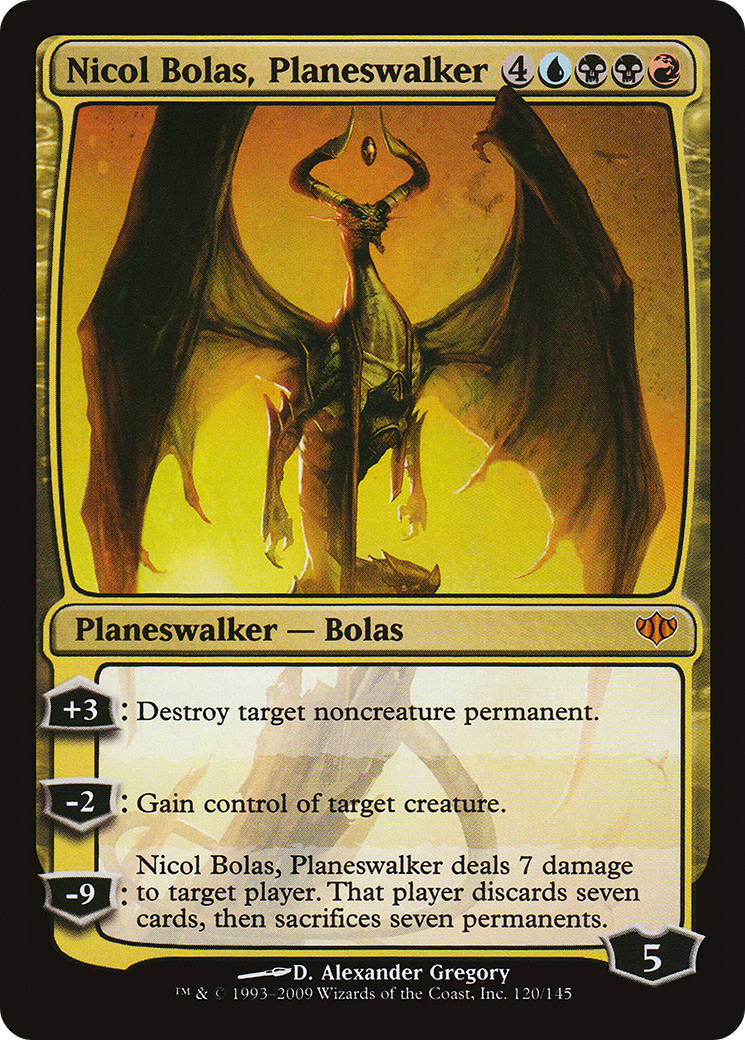 Nicol Bolas, Planeswalker 4
Planeswalker — Bolas
+3: Destroy target noncreature permanent.
-2: Gain control of target creature.
Nicol Bolas, Planeswalker deals 7 damage
-9: to target player. That player discards seven
cards, then sacrifices seven permanents.
5
D. Alexander Gregory
™ & © 1993-2009 Wizards of the Coast, Inc. 120/145